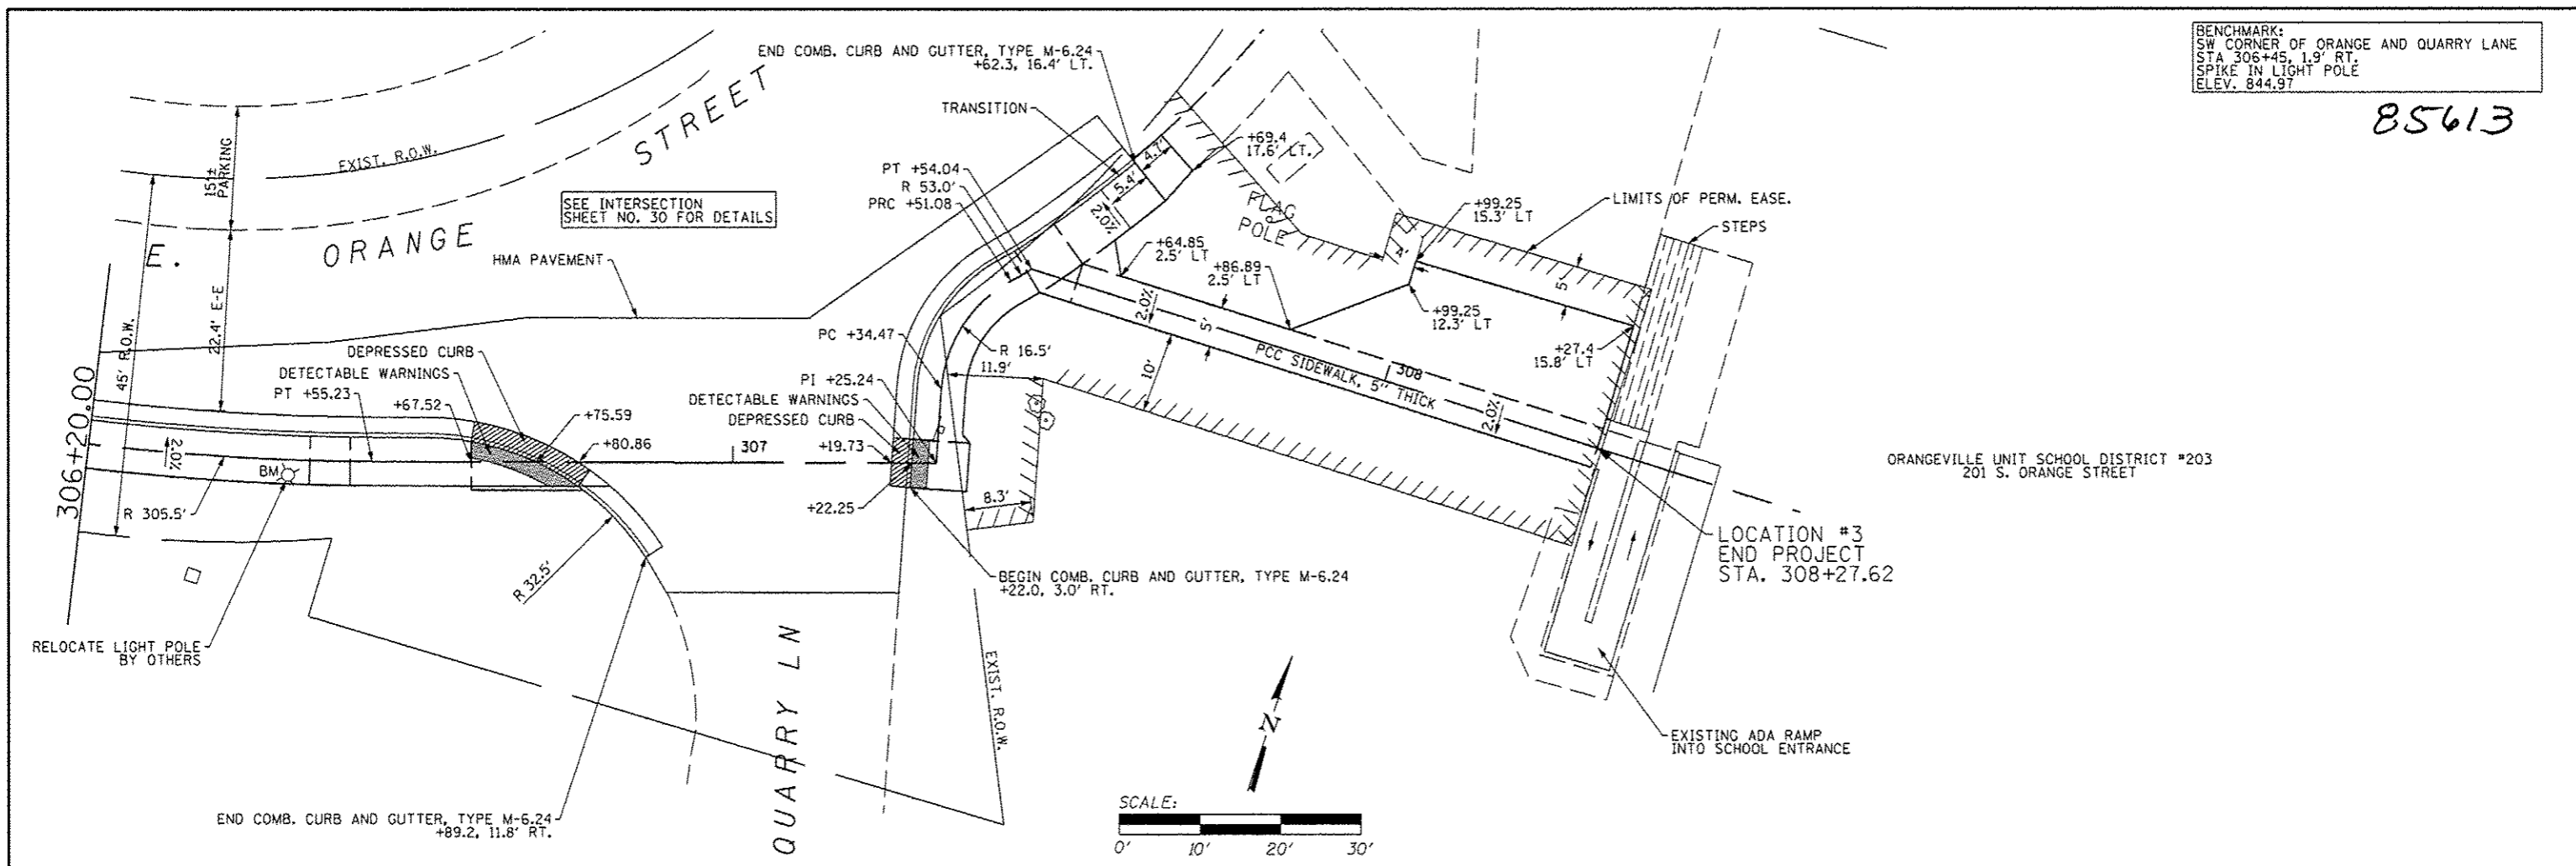 BENCHMARK:
SW CORNER OF ORANGE AND QUARRY LANE
STA 306+45, 1.9' RT.
SPIKE IN LIGHT POLE
ELEV. 844.97
85613
END COMB. CURB AND GUTTER, TYPE M-6.24
+62.3, 16.4' LT.
TRANSITION
PT +54.04
R 53.0'
PRC +51.08
+69.4
17.6' LT.
4.7'
5.4'
2.0%
FLAG
POLE
+64.85
2.5' LT
+86.89
2.5' LT
+99.25
15.3' LT
4'
+99.25
12.3' LT
LIMITS OF PERM. EASE.
STEPS
5'
+27.4
15.8' LT
EXIST. R.O.W.
15'±
PARKING
45' R.O.W.
22.4' E-E
E. ORANGE STREET
SEE INTERSECTION
SHEET NO. 30 FOR DETAILS
HMA PAVEMENT
DEPRESSED CURB
DETECTABLE WARNINGS
PT +55.23
+67.52
+75.59
+80.86
307
306+20.00
2.0%
BM
R 305.5'
R 32.5'
PC +34.47
R 16.5'
11.9'
PI +25.24
DETECTABLE WARNINGS
DEPRESSED CURB
+19.73
+22.25
8.3'
2.0%
5'
10'
PCC SIDEWALK, 5" THICK
308
2.0%
ORANGEVILLE UNIT SCHOOL DISTRICT #203
201 S. ORANGE STREET
LOCATION #3
END PROJECT
STA. 308+27.62
BEGIN COMB. CURB AND GUTTER, TYPE M-6.24
+22.0, 3.0' RT.
RELOCATE LIGHT POLE
BY OTHERS
QUARRY LN
EXIST. R.O.W.
N
EXISTING ADA RAMP
INTO SCHOOL ENTRANCE
END COMB. CURB AND GUTTER, TYPE M-6.24
+89.2, 11.8' RT.
SCALE:
0' 10' 20' 30'